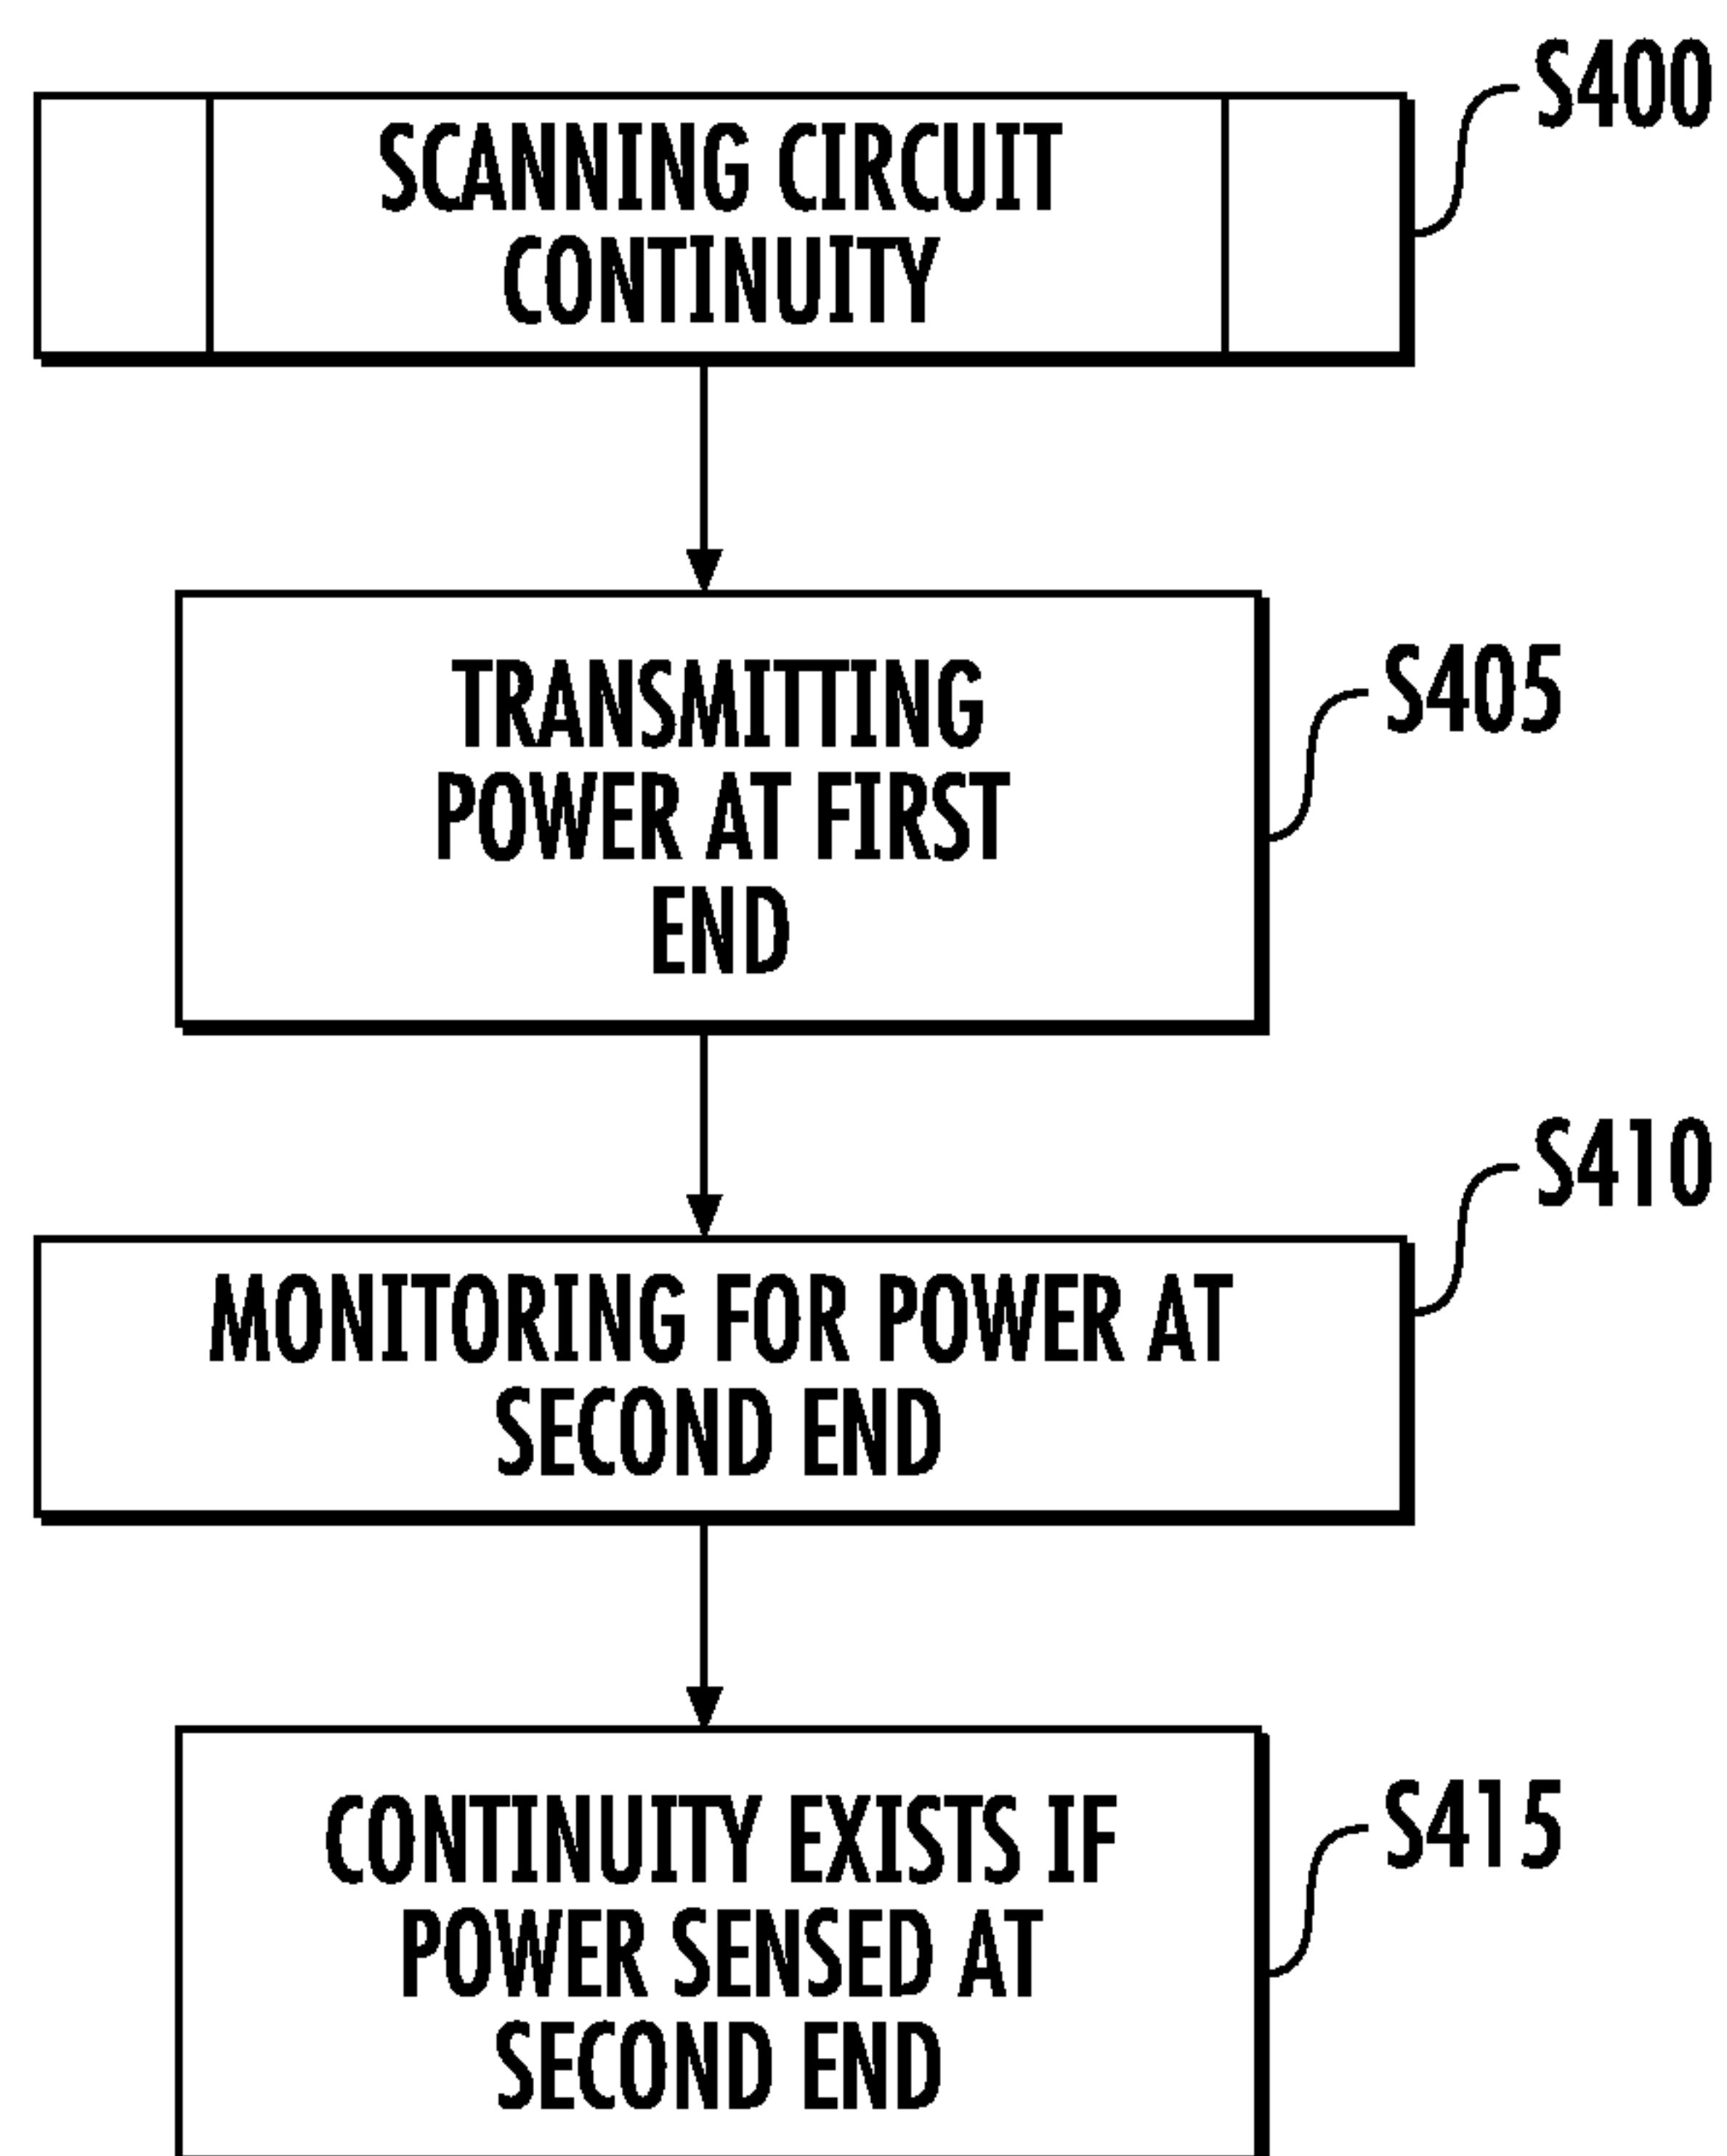 S400
SCANNING CIRCUIT
CONTINUITY
S405
TRANSMITTING
POWER AT FIRST
END
S410
MONITORING FOR POWER AT
SECOND END
S415
CONTINUITY EXISTS IF
POWER SENSED AT
SECOND END